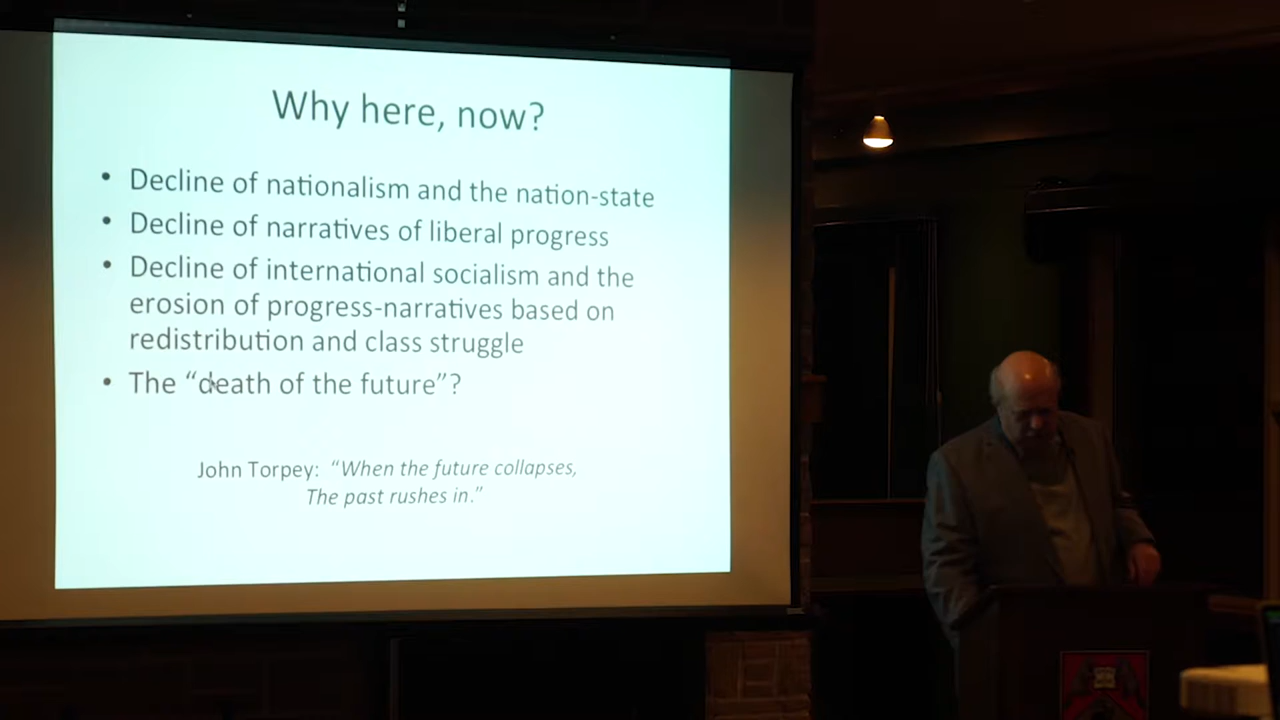 Why here, now?
• Decline of nationalism and the nation-state
• Decline of narratives of liberal progress
• Decline of international socialism and the
erosion of progress-narratives based on
redistribution and class struggle
• The “death of the future”?
John Torpey: “When the future collapses,
The past rushes in.”